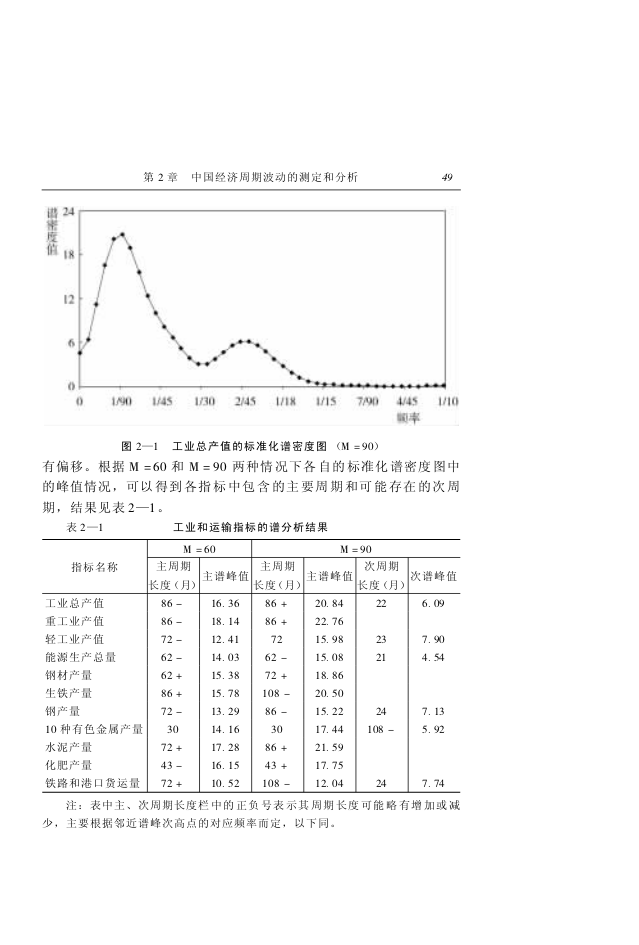 第 2 章 中国经济周期波动的测定和分析 49
谱密度值
24
18
12
6
0
0 1/90 1/45 1/30 2/45 1/18 1/15 7/90 4/45 1/10
频率
图 2—1 工业总产值的标准化谱密度图（M =90）
有偏移。根据 M =60 和 M =90 两种情况下各自的标准化谱密度图中
的峰值情况，可以得到各指标中包含的主要周期和可能存在的次周
期，结果见表 2—1。
表 2—1 工业和运输指标的谱分析结果
指标名称 M =60 M =90
主周期长度（月） 主谱峰值 主周期长度（月） 主谱峰值 次周期长度（月） 次谱峰值
工业总产值 86 − 16.36 86 + 20.84 22 6.09
重工业产值 86 − 18.14 86 + 22.76
轻工业产值 72 − 12.41 72 15.98 23 7.90
能源生产总量 62 − 14.03 62 − 15.08 21 4.54
钢材产量 62 + 15.38 72 + 18.86
生铁产量 86 + 15.78 108 − 20.50
钢产量 72 − 13.29 86 − 15.22 24 7.13
10 种有色金属产量 30 14.16 30 17.44 108 − 5.92
水泥产量 72 + 17.28 86 + 21.59
化肥产量 43 − 16.15 43 + 17.75
铁路和港口货运量 72 + 10.52 108 − 12.04 24 7.74
注：表中主、次周期长度栏中的正负号表示其周期长度可能略有增加或减
少，主要根据邻近谱峰次高点的对应频率而定，以下同。